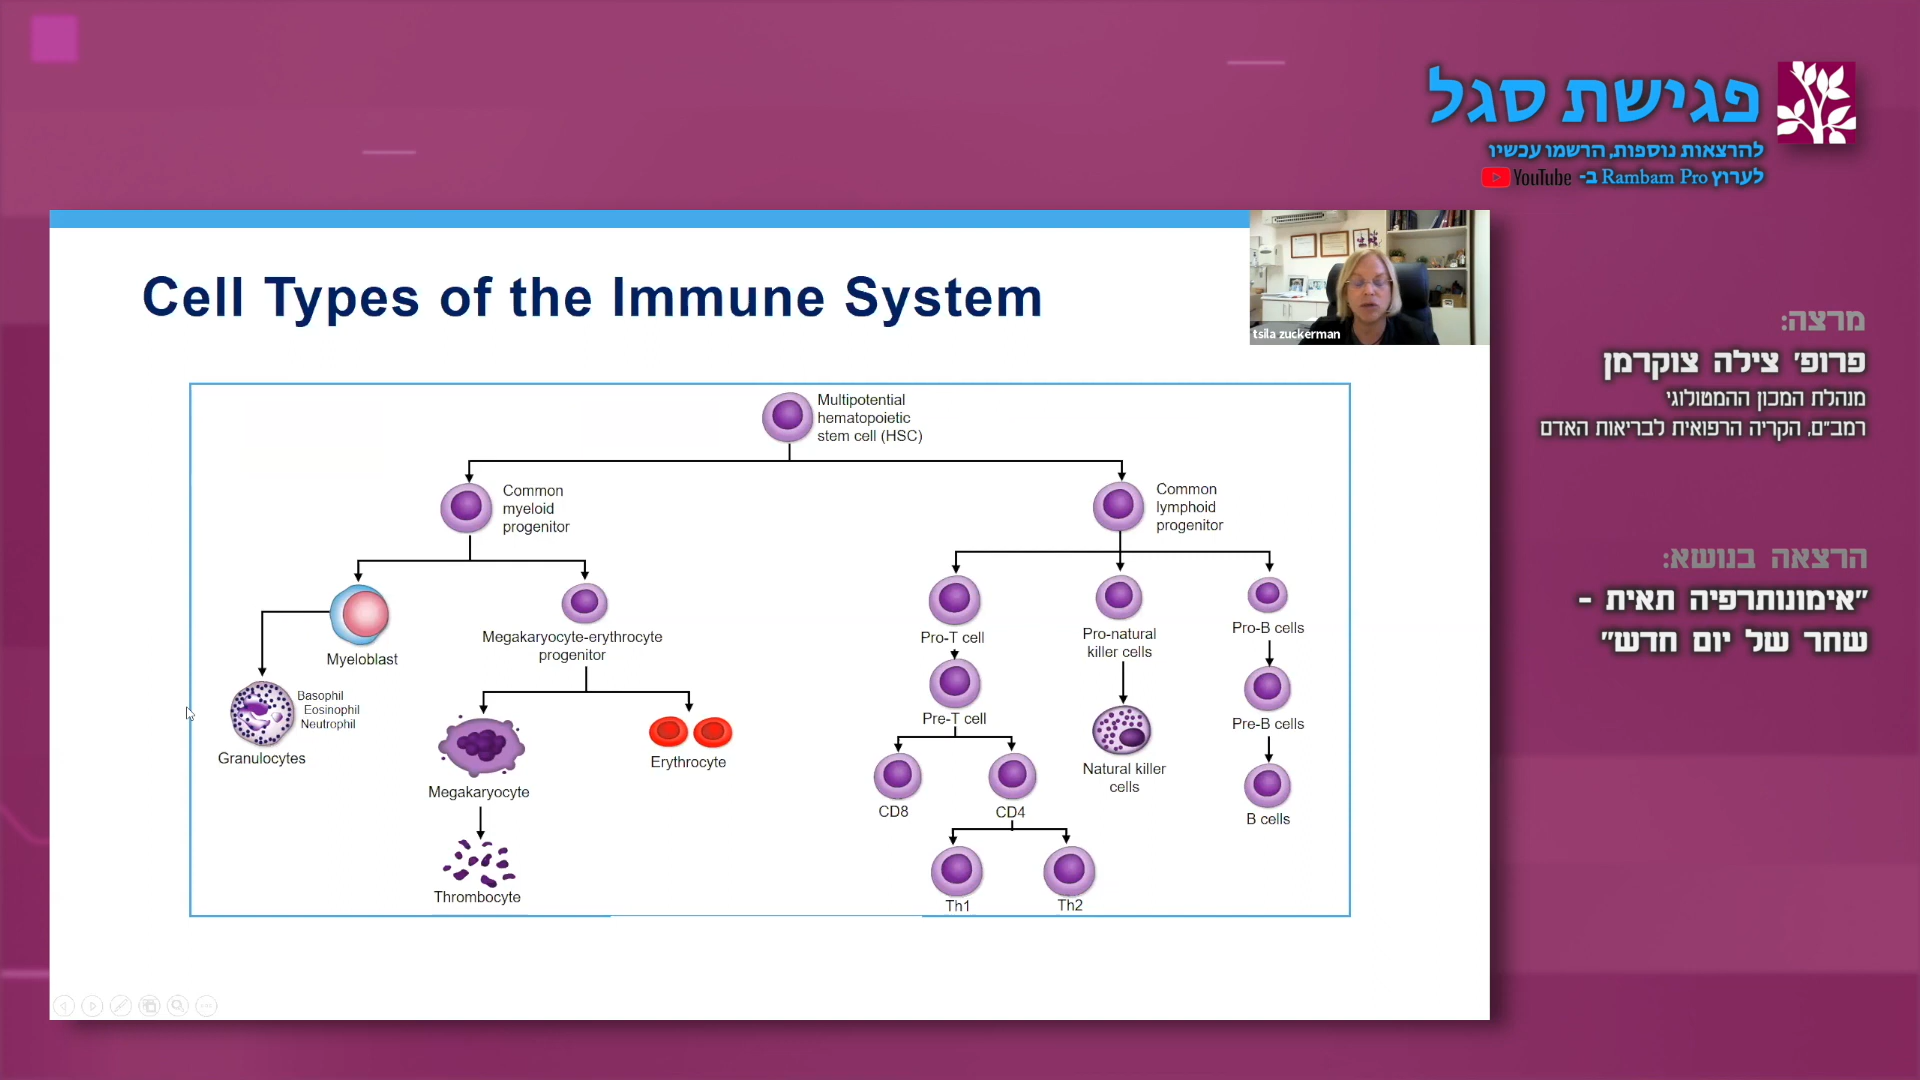 פגישת סגל
להרצאות נוספות, הרשמו עכשיו
לערוץ Rambam Pro ב- YouTube
Cell Types of the Immune System
tsila zuckerman
מרצה:
פרופ׳ צילה צוקרמן
מנהלת המכון ההמטולוגי
רמב״ם, הקריה הרפואית לבריאות האדם
הרצאה בנושא:
״אימונותרפיה תאית -
שחר של יום חדש״
Multipotential
hematopoietic
stem cell (HSC)
Common
myeloid
progenitor
Common
lymphoid
progenitor
Myeloblast
Megakaryocyte-erythrocyte
progenitor
Pro-T cell
Pro-natural
killer cells
Pro-B cells
Basophil
Eosinophil
Neutrophil
Granulocytes
Pre-T cell
Pre-B cells
Megakaryocyte
Erythrocyte
CD8
CD4
Natural killer
cells
B cells
Thrombocyte
Th1
Th2